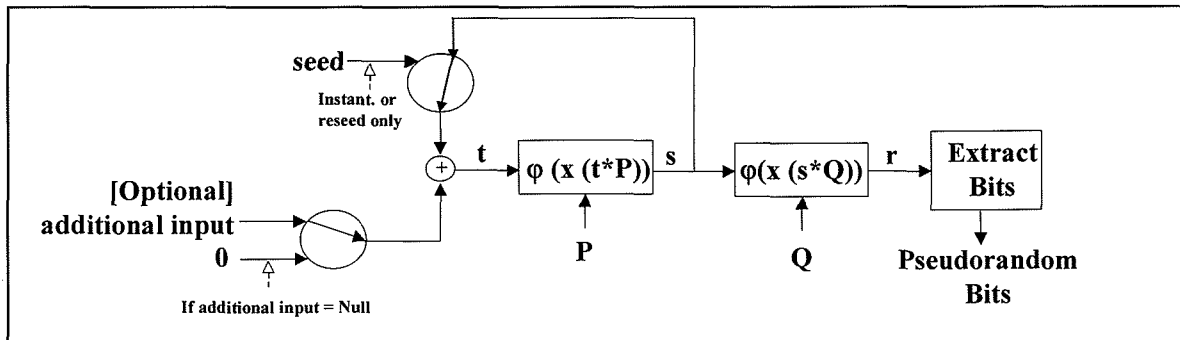 seed
Instant. or
reseed only
+
t
φ (x (t*P))
s
φ(x (s*Q))
r
Extract
Bits
[Optional]
additional input
0
P
Q
Pseudorandom
Bits
If additional input = Null